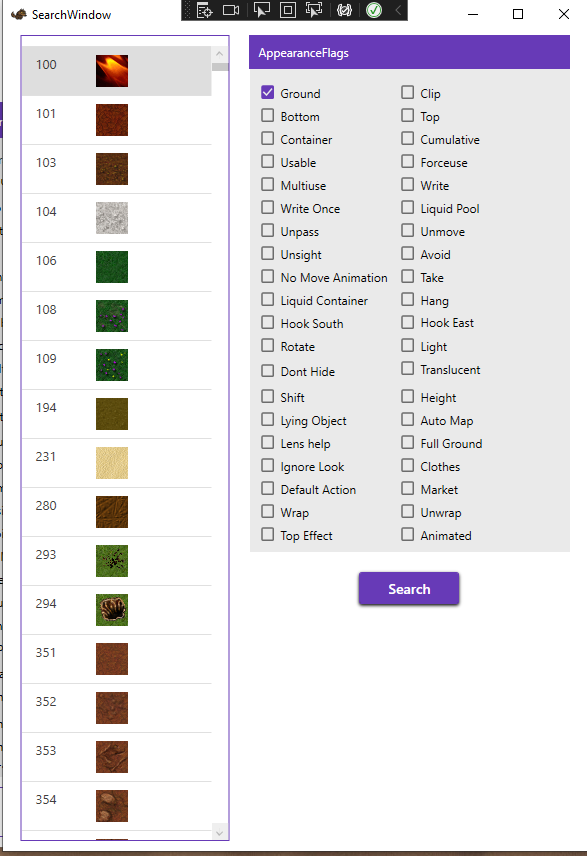 SearchWindow
100
101
103
104
106
108
109
194
231
280
293
294
351
352
353
354
AppearanceFlags
Ground Clip
Bottom Top
Container Cumulative
Usable Forceuse
Multiuse Write
Write Once Liquid Pool
Unpass Unmove
Unsight Avoid
No Move Animation Take
Liquid Container Hang
Hook South Hook East
Rotate Light
Dont Hide Translucent
Shift Height
Lying Object Auto Map
Lens help Full Ground
Ignore Look Clothes
Default Action Market
Wrap Unwrap
Top Effect Animated
Search